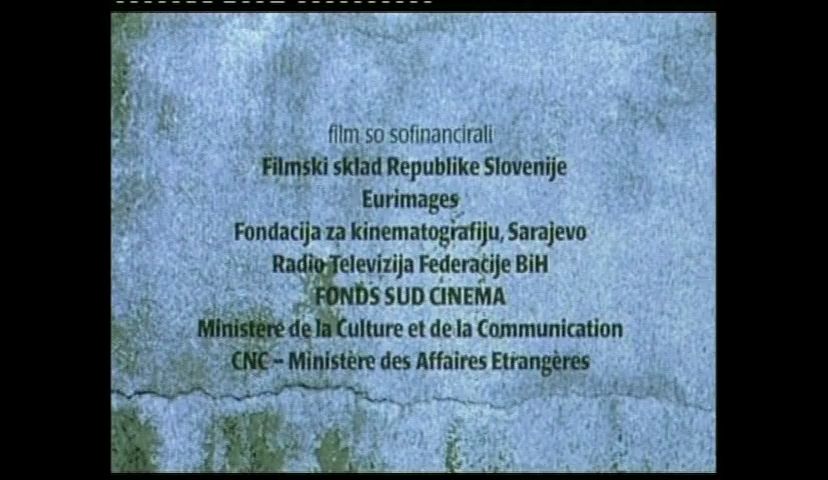 film so sofinancirali
Filmski sklad Republike Slovenije
Eurimages
Fondacija za kinematografiju, Sarajevo
Radio Televizija Federacije BiH
FONDS SUD CINEMA
Ministère de la Culture et de la Communication
CNC – Ministère des Affaires Etrangères